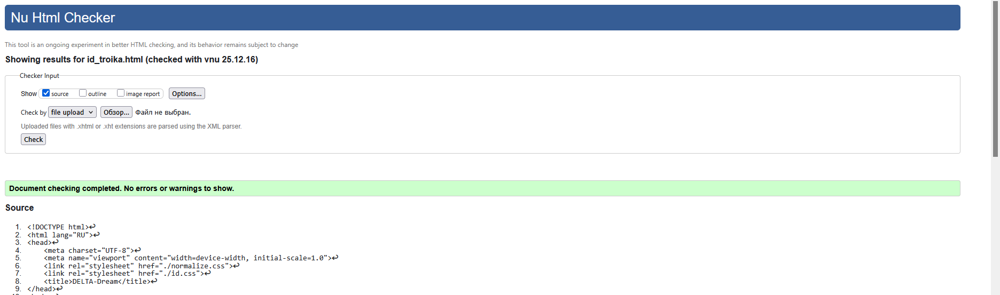 Nu Html Checker
This tool is an ongoing experiment in better HTML checking, and its behavior remains subject to change
Showing results for id_troika.html (checked with vnu 25.12.16)
Checker Input
Show source outline image report Options...
Check by file upload Обзор... Файл не выбран.
Uploaded files with .xhtml or .xht extensions are parsed using the XML parser.
Check
Document checking completed. No errors or warnings to show.
Source
1. <!DOCTYPE html>↩
2. <html lang="RU">↩
3. <head>↩
4. <meta charset="UTF-8">↩
5. <meta name="viewport" content="width=device-width, initial-scale=1.0">↩
6. <link rel="stylesheet" href="./normalize.css">↩
7. <link rel="stylesheet" href="./id.css">↩
8. <title>DELTA-Dream</title>↩
9. </head>↩